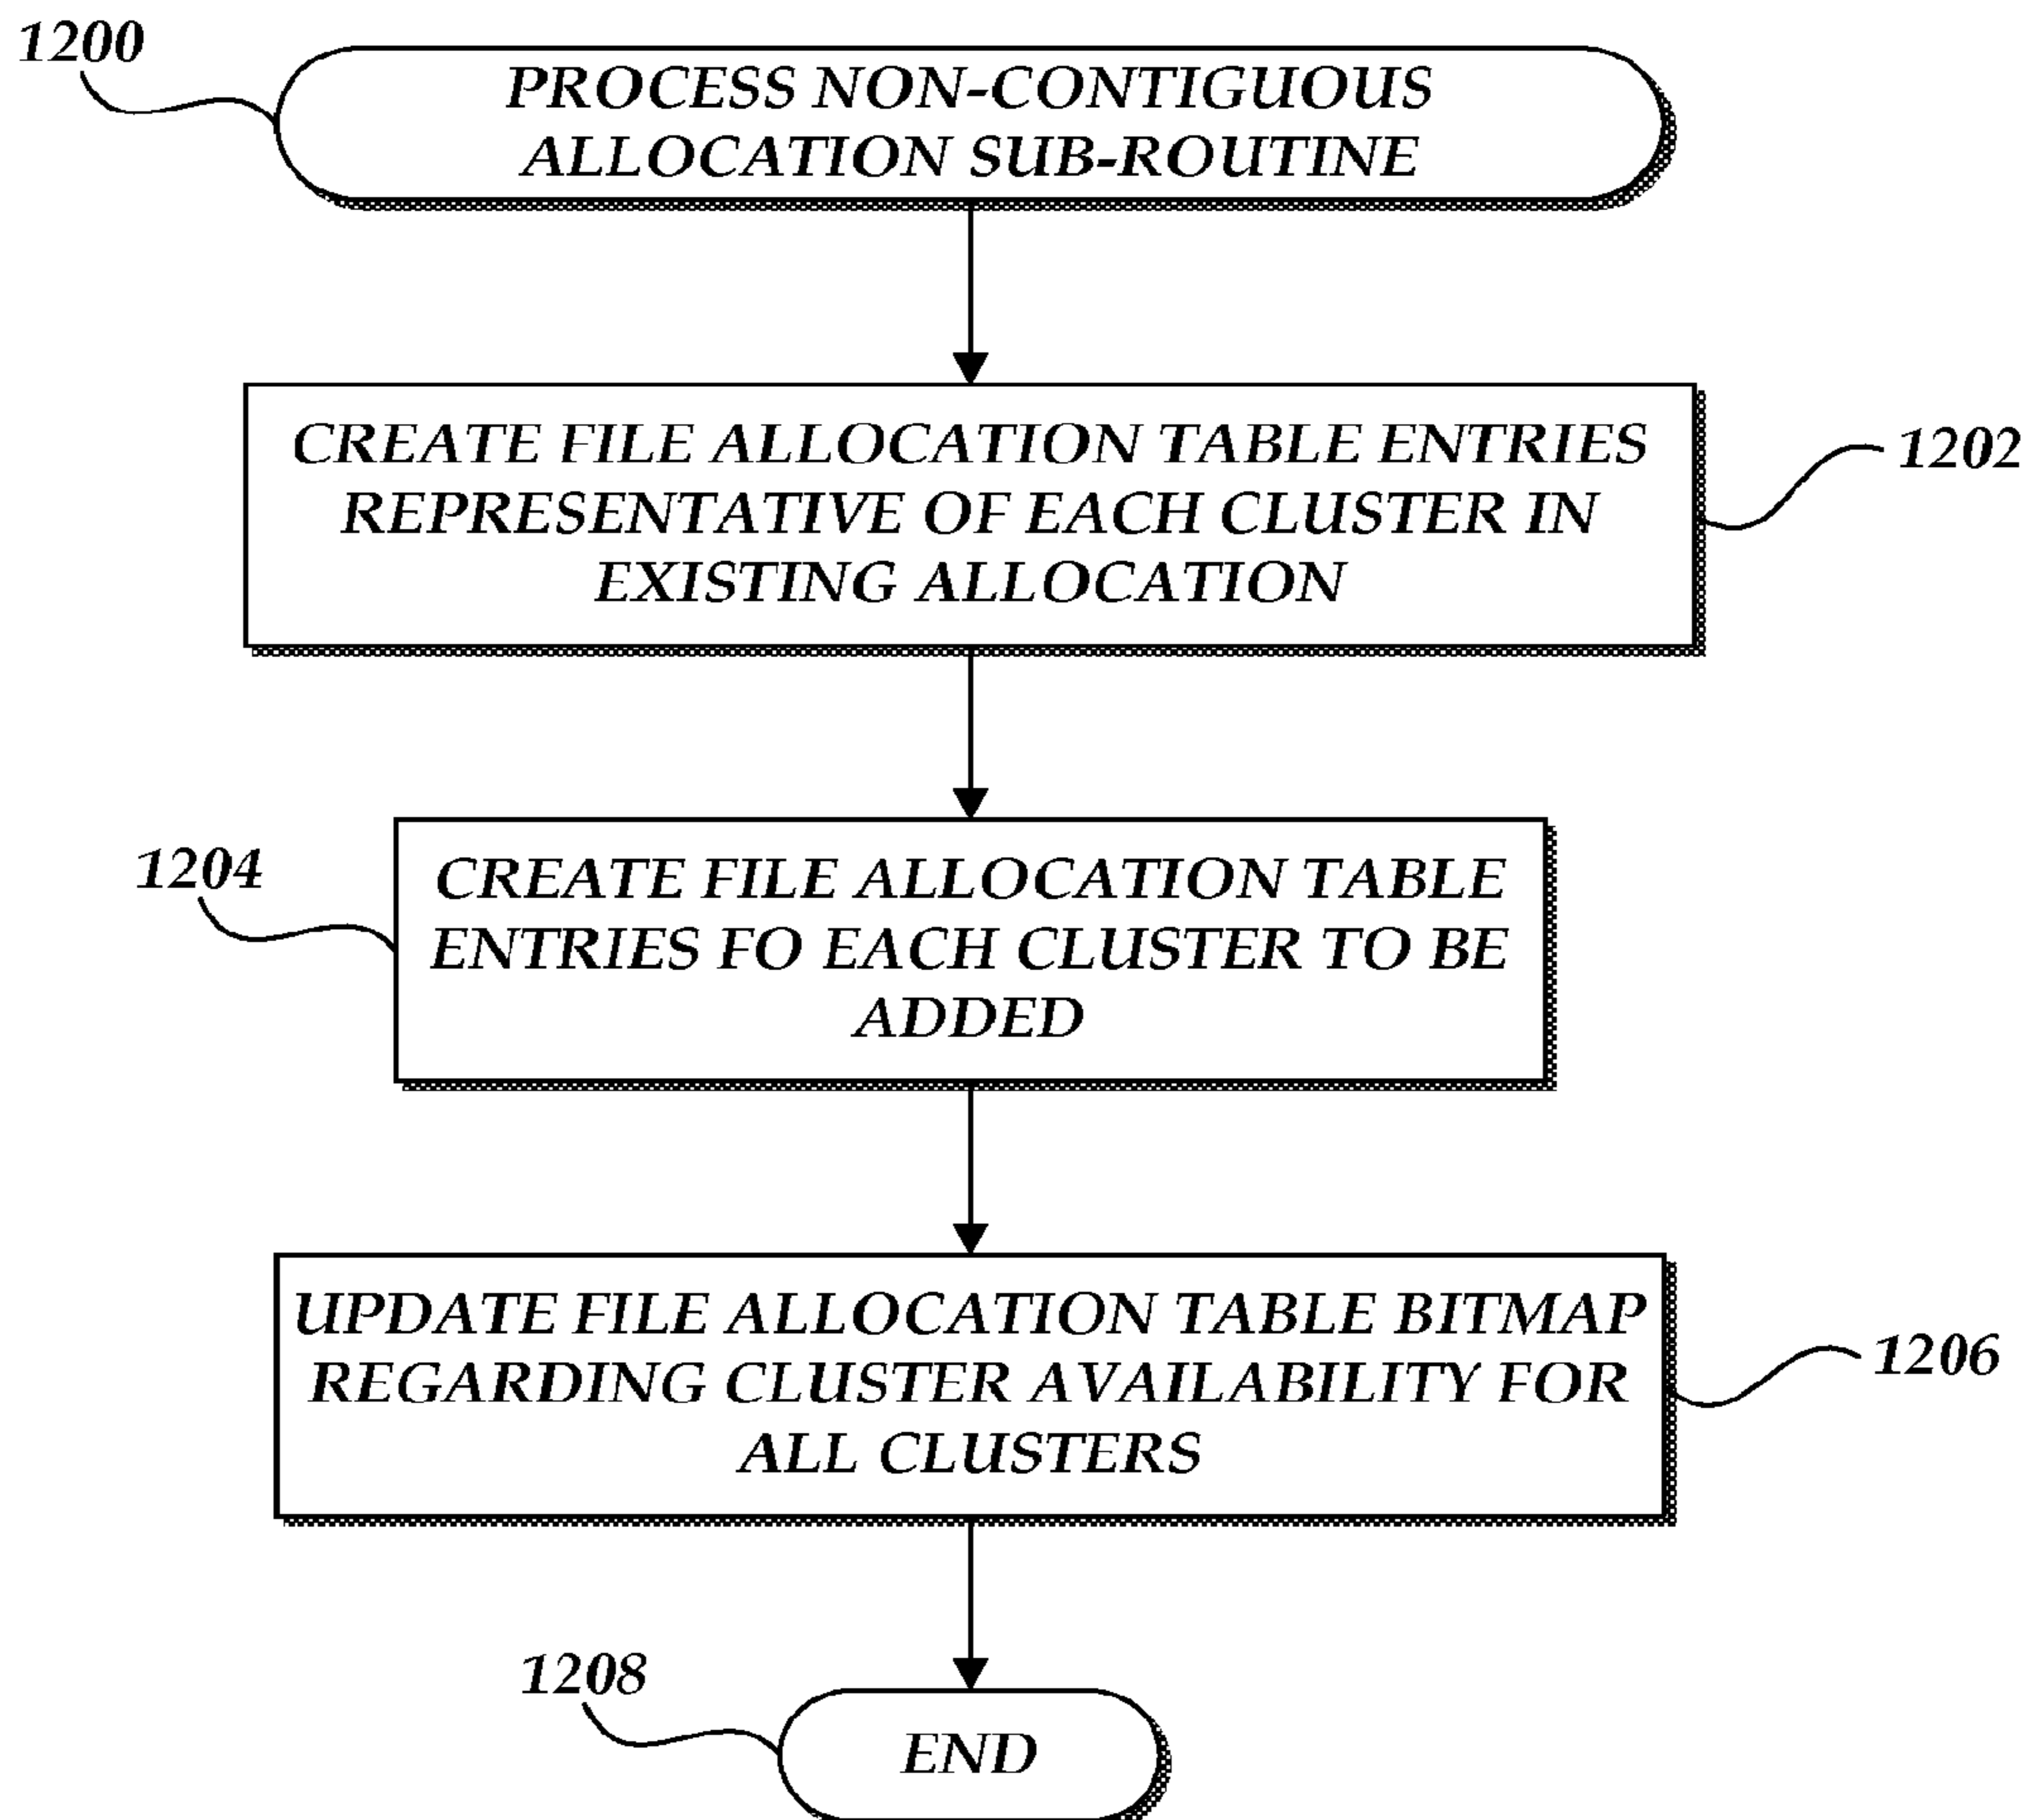 1200
PROCESS NON-CONTIGUOUS
ALLOCATION SUB-ROUTINE
CREATE FILE ALLOCATION TABLE ENTRIES
REPRESENTATIVE OF EACH CLUSTER IN
EXISTING ALLOCATION
1202
1204
CREATE FILE ALLOCATION TABLE
ENTRIES FO EACH CLUSTER TO BE
ADDED
UPDATE FILE ALLOCATION TABLE BITMAP
REGARDING CLUSTER AVAILABILITY FOR
ALL CLUSTERS
1206
1208
END